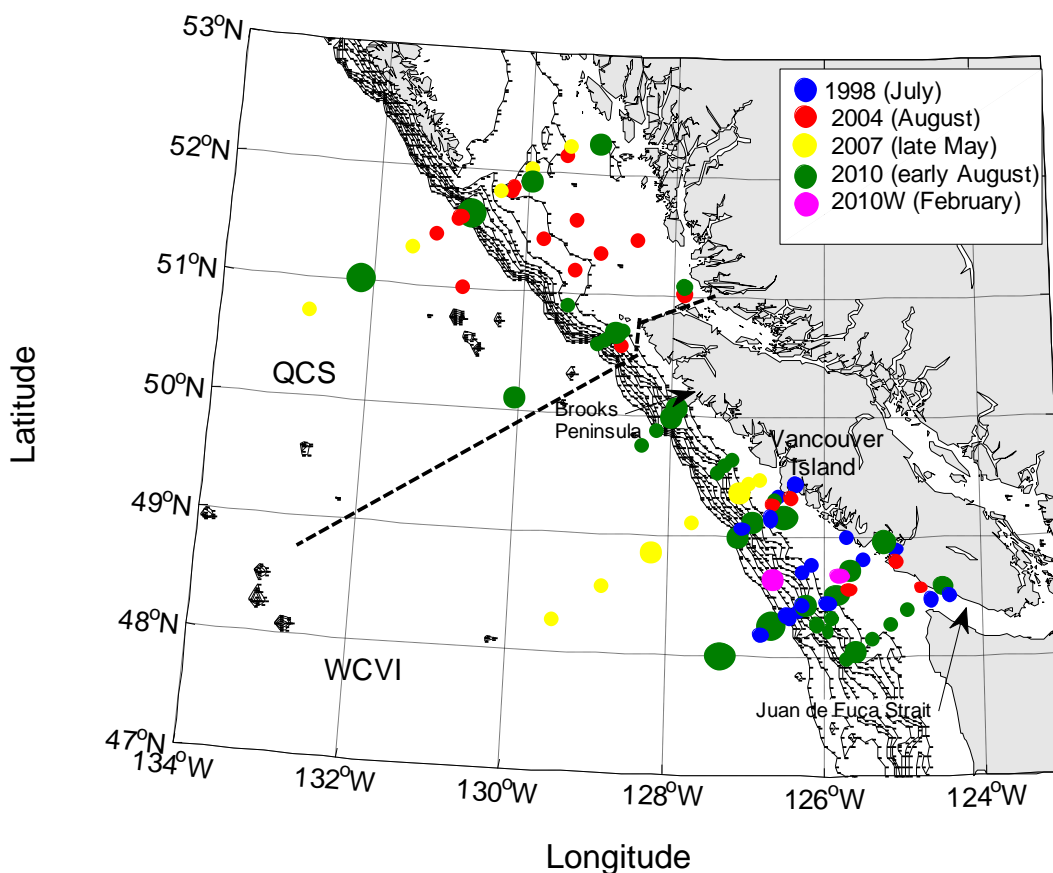 53°N
52°N
51°N
50°N
49°N
48°N
47°N
Latitude
1998 (July)
2004 (August)
2007 (late May)
2010 (early August)
2010W (February)
QCS
Brooks
Peninsula
Vancouver
Island
WCVI
Juan de Fuca Strait
134°W
132°W
130°W
128°W
126°W
124°W
Longitude